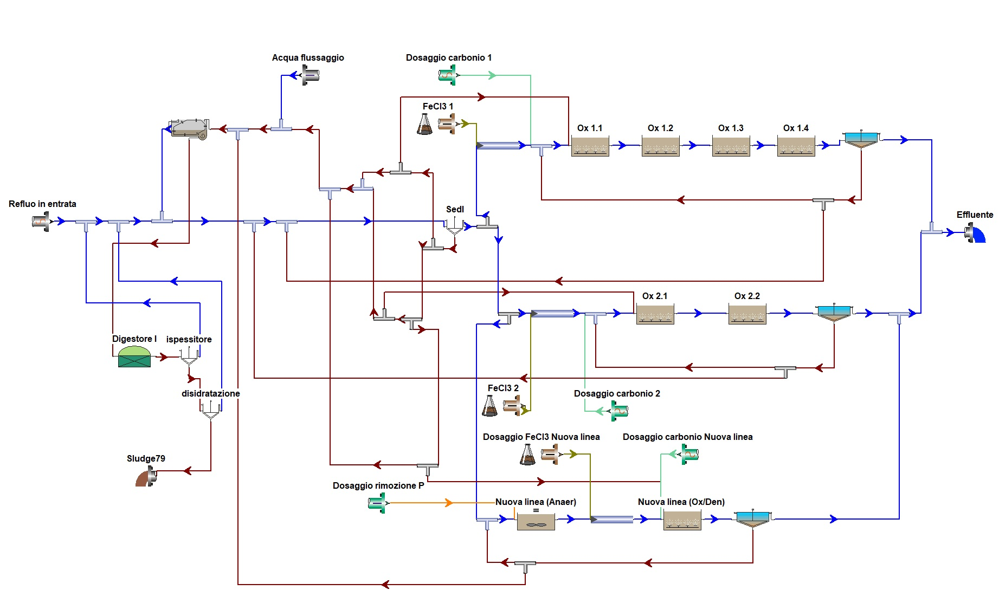 Acqua flussaggio
Dosaggio carbonio 1
FeCl3 1
Ox 1.1
Ox 1.2
Ox 1.3
Ox 1.4
Refluo in entrata
SedI
Effluente
Ox 2.1
Ox 2.2
Digestore I
ispessitore
disidratazione
FeCl3 2
Dosaggio carbonio 2
Dosaggio FeCl3 Nuova linea
Dosaggio carbonio Nuova linea
Sludge79
Dosaggio rimozione P
Nuova linea (Anaer)
Nuova linea (Ox/Den)